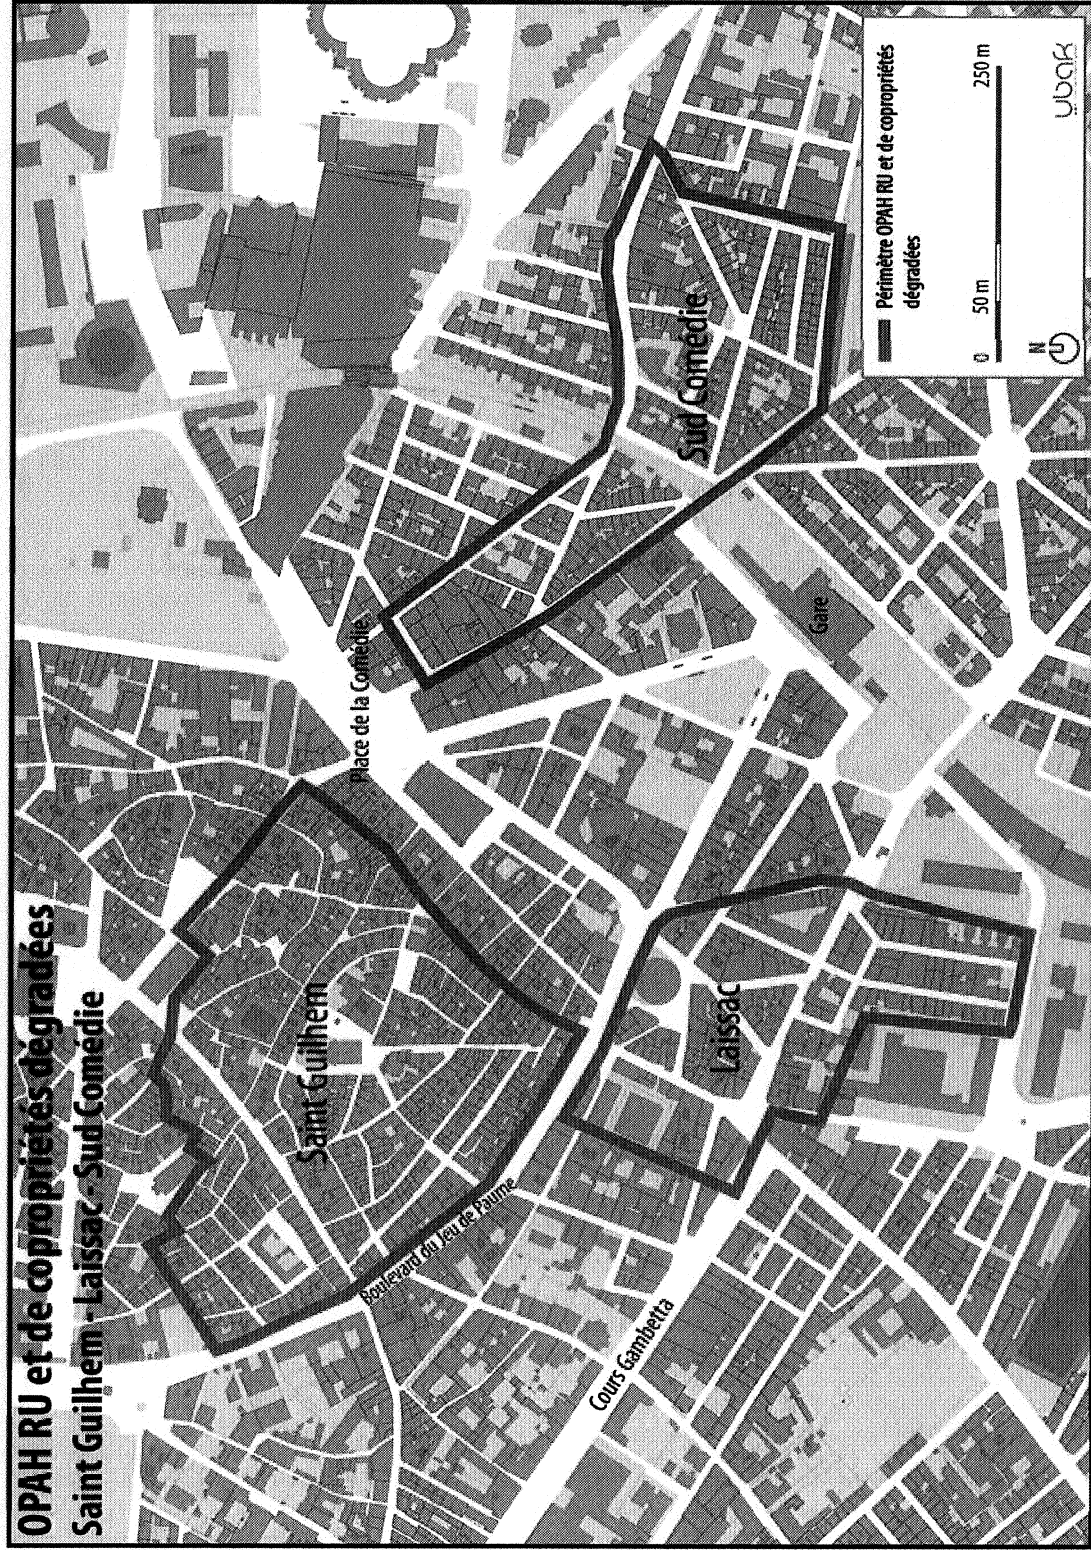 OPAH RU et de copropriétés dégradées
Saint Guilhem - Laissac - Sud Comédie
Place de la Comédie
Saint Guilhem
Boulevard du Jeu de Paume
Sud Comédie
Laissac
Gare
Cours Gambetta
Périmètre OPAH RU et de copropriétés
dégradées
0 50 m 250 m
N
urbanis